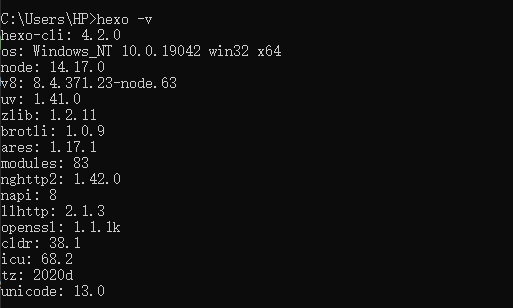 C:\Users\HP>hexo -v
hexo-cli: 4.2.0
os: Windows_NT 10.0.19042 win32 x64
node: 14.17.0
v8: 8.4.371.23-node.63
uv: 1.41.0
zlib: 1.2.11
brotli: 1.0.9
ares: 1.17.1
modules: 83
nghttp2: 1.42.0
napi: 8
llhttp: 2.1.3
openssl: 1.1.1k
cldr: 38.1
icu: 68.2
tz: 2020d
unicode: 13.0